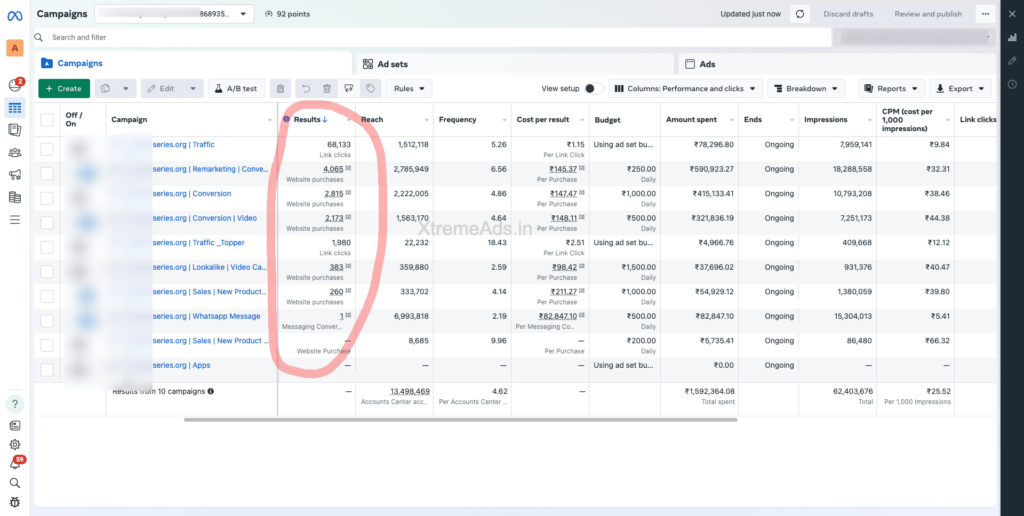 Campaigns 868935... 92 points Updated just now Discard drafts Review and publish ...
Search and filter
A
Campaigns Ad sets Ads
2
+ Create Edit A/B test Rules View setup Columns: Performance and clicks Breakdown Reports Export
Off / On Campaign Results ↓ Reach Frequency Cost per result Budget Amount spent Ends Impressions CPM (cost per 1,000 impressions) Link clicks
series.org | Traffic 68,133 1,512,118 5.26 ₹1.15 Using ad set bu... ₹78,296.80 Ongoing 7,959,141 ₹9.84
Link clicks Per Link Click
series.org | Remarketing | Conve... 4,065 [2] 2,785,949 6.56 ₹145.37 [2] ₹250.00 ₹590,923.27 Ongoing 18,288,558 ₹32.31
Website purchases Per Purchase Daily
series.org | Conversion 2,815 [2] 2,222,005 4.86 ₹147.47 [2] ₹1,000.00 ₹415,133.41 Ongoing 10,793,208 ₹38.46
Website purchases Per Purchase Daily
series.org | Conversion | Video 2,173 [2] 1,563,170 4.64 ₹148.11 [2] ₹500.00 ₹321,836.19 Ongoing 7,251,173 ₹44.38
Website purchases Per Purchase Daily
XtremeAds.in
series.org | Traffic _Topper 1,980 22,232 18.43 ₹2.51 Using ad set bu... ₹4,966.76 Ongoing 409,668 ₹12.12
Link clicks Per Link Click
series.org | Lookalike | Video Ca... 383 [2] 359,880 2.59 ₹98.42 [2] ₹1,500.00 ₹37,696.02 Ongoing 931,376 ₹40.47
Website purchases Per Purchase Daily
series.org | Sales | New Product... 260 [2] 333,702 4.14 ₹211.27 [2] ₹1,000.00 ₹54,929.12 Ongoing 1,380,059 ₹39.80
Website purchases Per Purchase Daily
series.org | Whatsapp Message 1 [2] 6,993,818 2.19 ₹82,847.10 [2] ₹500.00 ₹82,847.10 Ongoing 15,304,013 ₹5.41
Messaging Conver... Per Messaging Co... Daily
series.org | Sales | New Product ... — 8,685 9.96 — ₹200.00 ₹5,735.41 Ongoing 86,480 ₹66.32
Website Purchase Per Purchase Daily
series.org | Apps — — — — Using ad set bu... ₹0.00 Ongoing — —
Results from 10 campaigns — 13,498,469 4.62 — ₹1,592,364.08 62,403,676 ₹25.52
Accounts Center acc... Per Accounts Center ... Total spent Total Per 1,000 Impressions
?
59